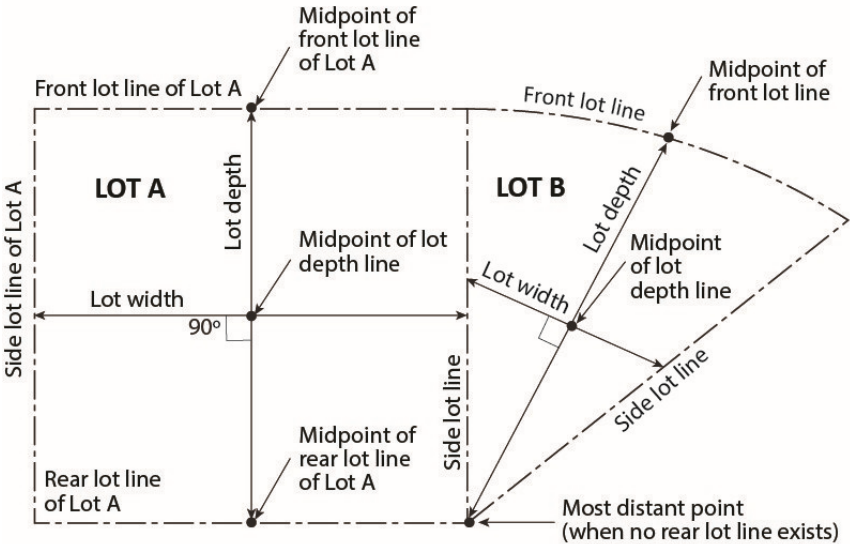 Midpoint of
front lot line
of Lot A
Front lot line of Lot A
Front lot line
Midpoint of
front lot line
LOT A
Lot depth
LOT B
Lot depth
Side lot line of Lot A
Midpoint of lot
depth line
Midpoint
of lot
depth line
Lot width
Lot width
90º
Side lot line
Side lot line
Midpoint of
rear lot line
of Lot A
Rear lot line
of Lot A
Most distant point
(when no rear lot line exists)